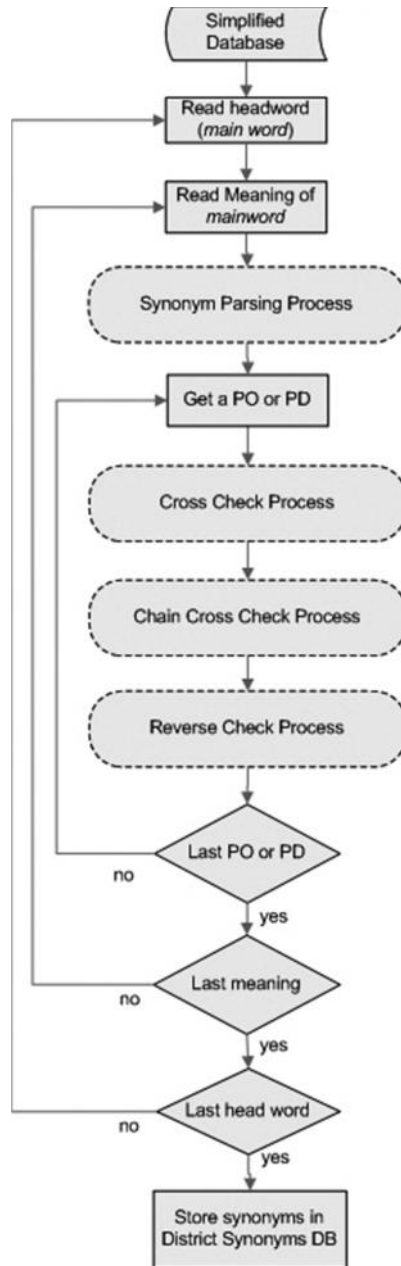 Simplified
Database
Read headword
(main word)
Read Meaning of
mainword
Synonym Parsing Process
Get a PO or PD
Cross Check Process
Chain Cross Check Process
Reverse Check Process
Last PO or PD
no
yes
Last meaning
no
yes
Last head word
no
yes
Store synonyms in
District Synonyms DB